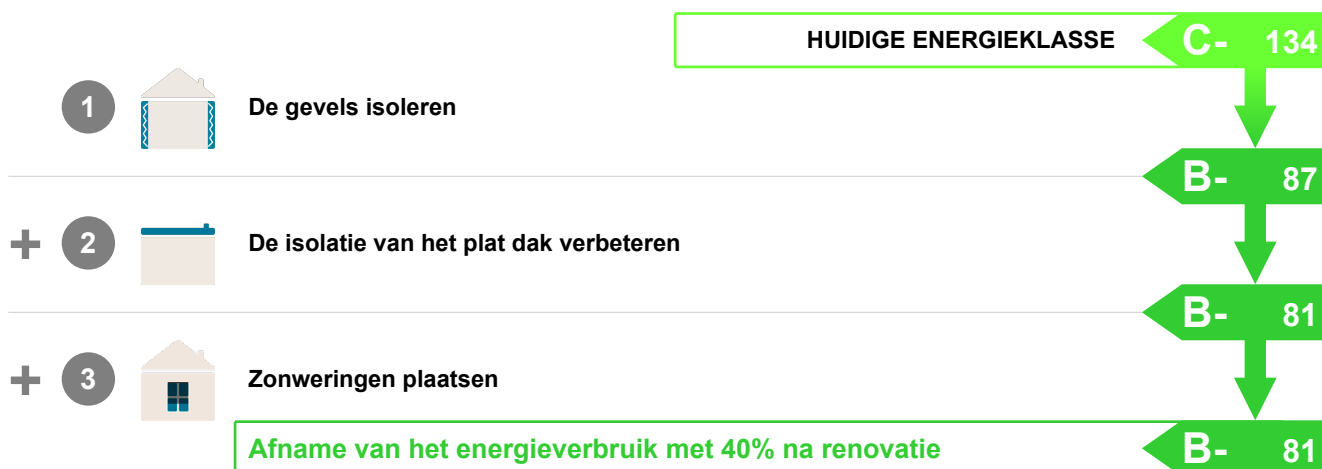 HUIDIGE ENERGIEKLASSE C- 134
1 De gevels isoleren
B- 87
+ 2 De isolatie van het plat dak verbeteren
B- 81
+ 3 Zonweringen plaatsen
Afname van het energieverbruik met 40% na renovatie B- 81